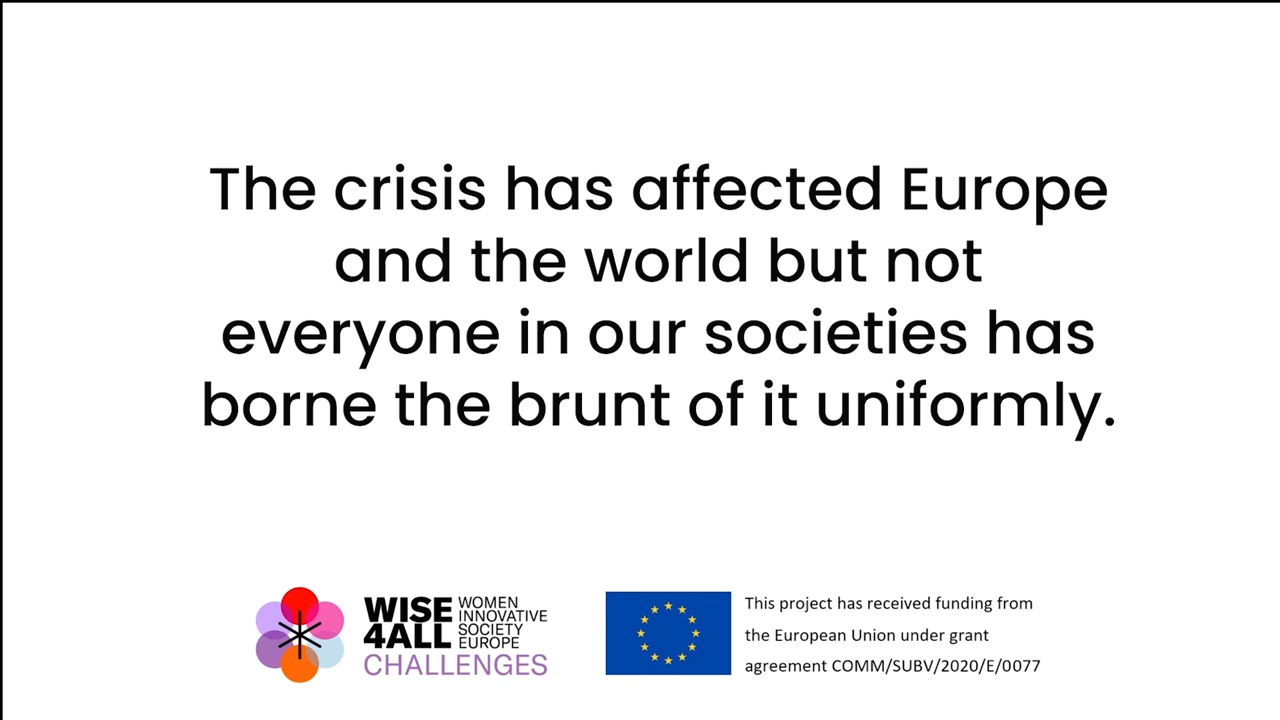 The crisis has affected Europe
and the world but not
everyone in our societies has
borne the brunt of it uniformly.
WISE
4ALL
WOMEN
INNOVATIVE
SOCIETY
EUROPE
CHALLENGES
This project has received funding from
the European Union under grant
agreement COMM/SUBV/2020/E/0077